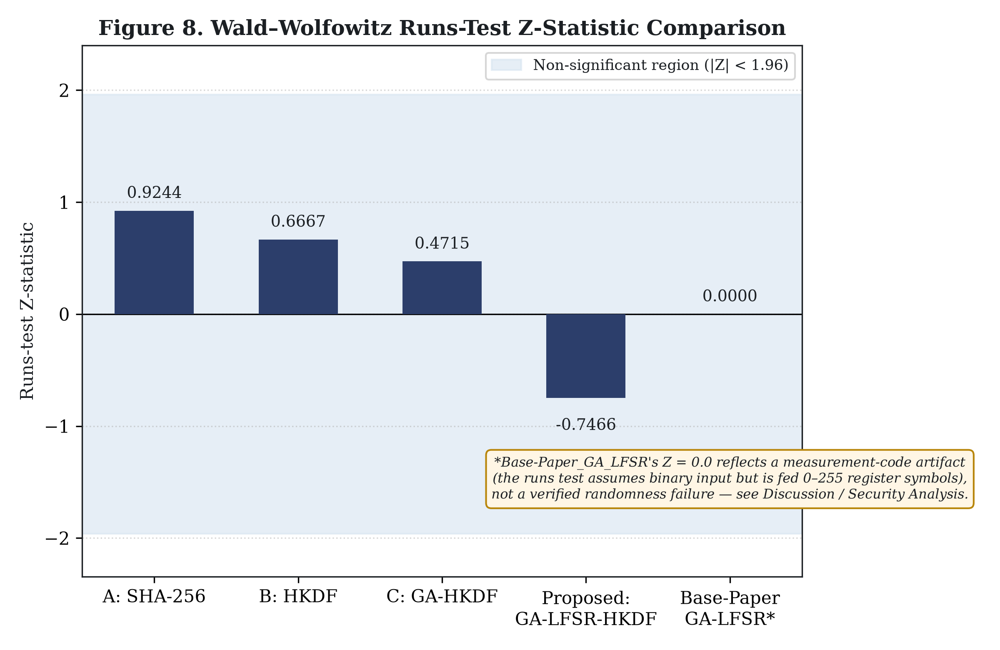 Figure 8. Wald–Wolfowitz Runs-Test Z-Statistic Comparison
Non-significant region (|Z| < 1.96)
Runs-test Z-statistic
2
1
0
−1
−2
0.9244
0.6667
0.4715
-0.7466
0.0000
*Base-Paper_GA_LFSR's Z = 0.0 reflects a measurement-code artifact
(the runs test assumes binary input but is fed 0–255 register symbols),
not a verified randomness failure — see Discussion / Security Analysis.
A: SHA-256
B: HKDF
C: GA-HKDF
Proposed:
GA-LFSR-HKDF
Base-Paper
GA-LFSR*